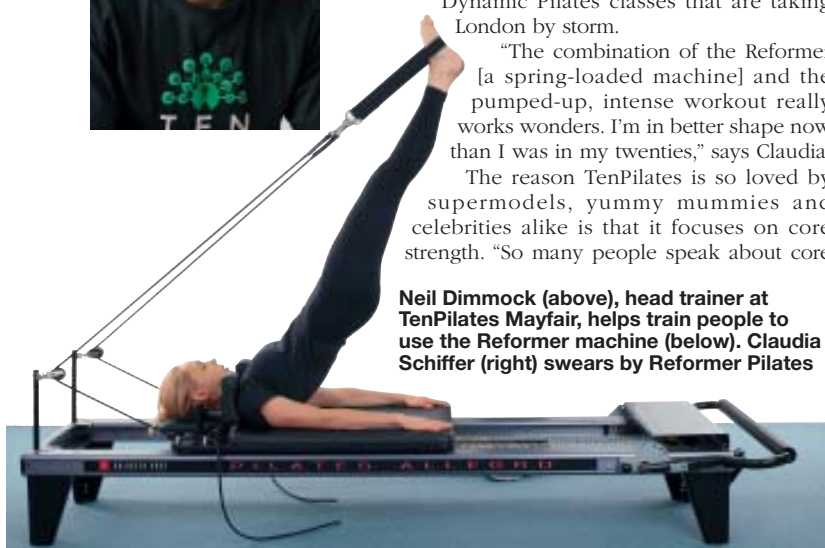 TEN
Dynamic Pilates classes that are taking
London by storm.
“The combination of the Reformer
[a spring-loaded machine] and the
pumped-up, intense workout really
works wonders. I’m in better shape now
than I was in my twenties,” says Claudia.
The reason TenPilates is so loved by
supermodels, yummy mummies and
celebrities alike is that it focuses on core
strength. “So many people speak about core
Neil Dimmock (above), head trainer at
TenPilates Mayfair, helps train people to
use the Reformer machine (below). Claudia
Schiffer (right) swears by Reformer Pilates
PILATES ALLEGRO